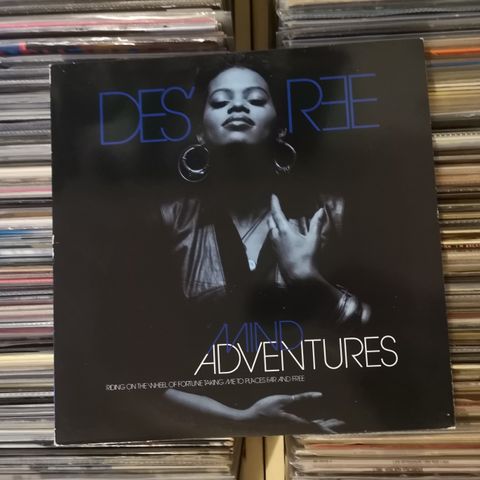 DES'REE
MIND
ADVENTURES
RIDING ON THE WHEEL OF FORTUNE TAKING ME TO PLACES FAR AND FREE